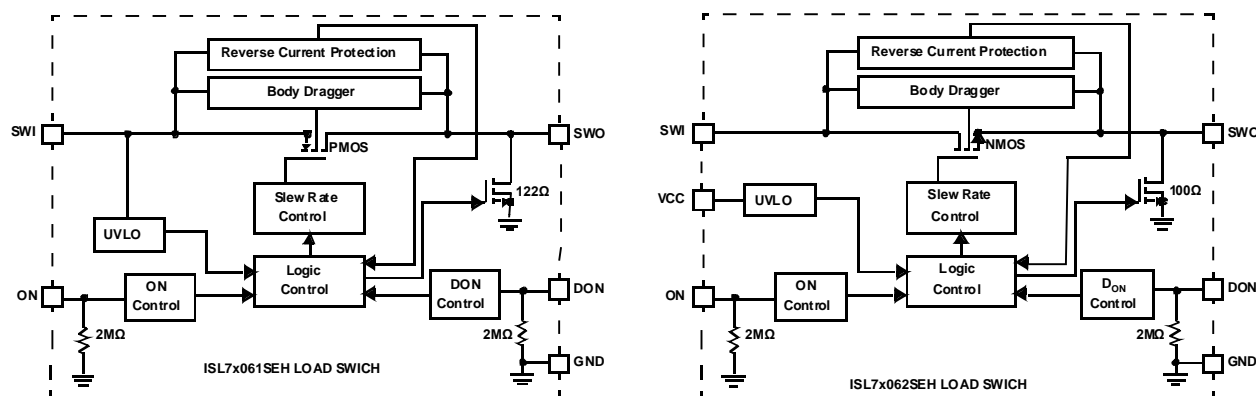 Reverse Current Protection
Body Dragger
SWI
SWO
PMOS
122Ω
Slew Rate
Control
UVLO
Logic
Control
ON
ON
Control
DON
Control
DON
2MΩ
2MΩ
GND
ISL7x061SEH LOAD SWICH
Reverse Current Protection
Body Dragger
SWI
SWO
NMOS
VCC
UVLO
100Ω
Slew Rate
Control
Logic
Control
ON
ON
Control
DON
Control
DON
2MΩ
2MΩ
GND
ISL7x062SEH LOAD SWICH